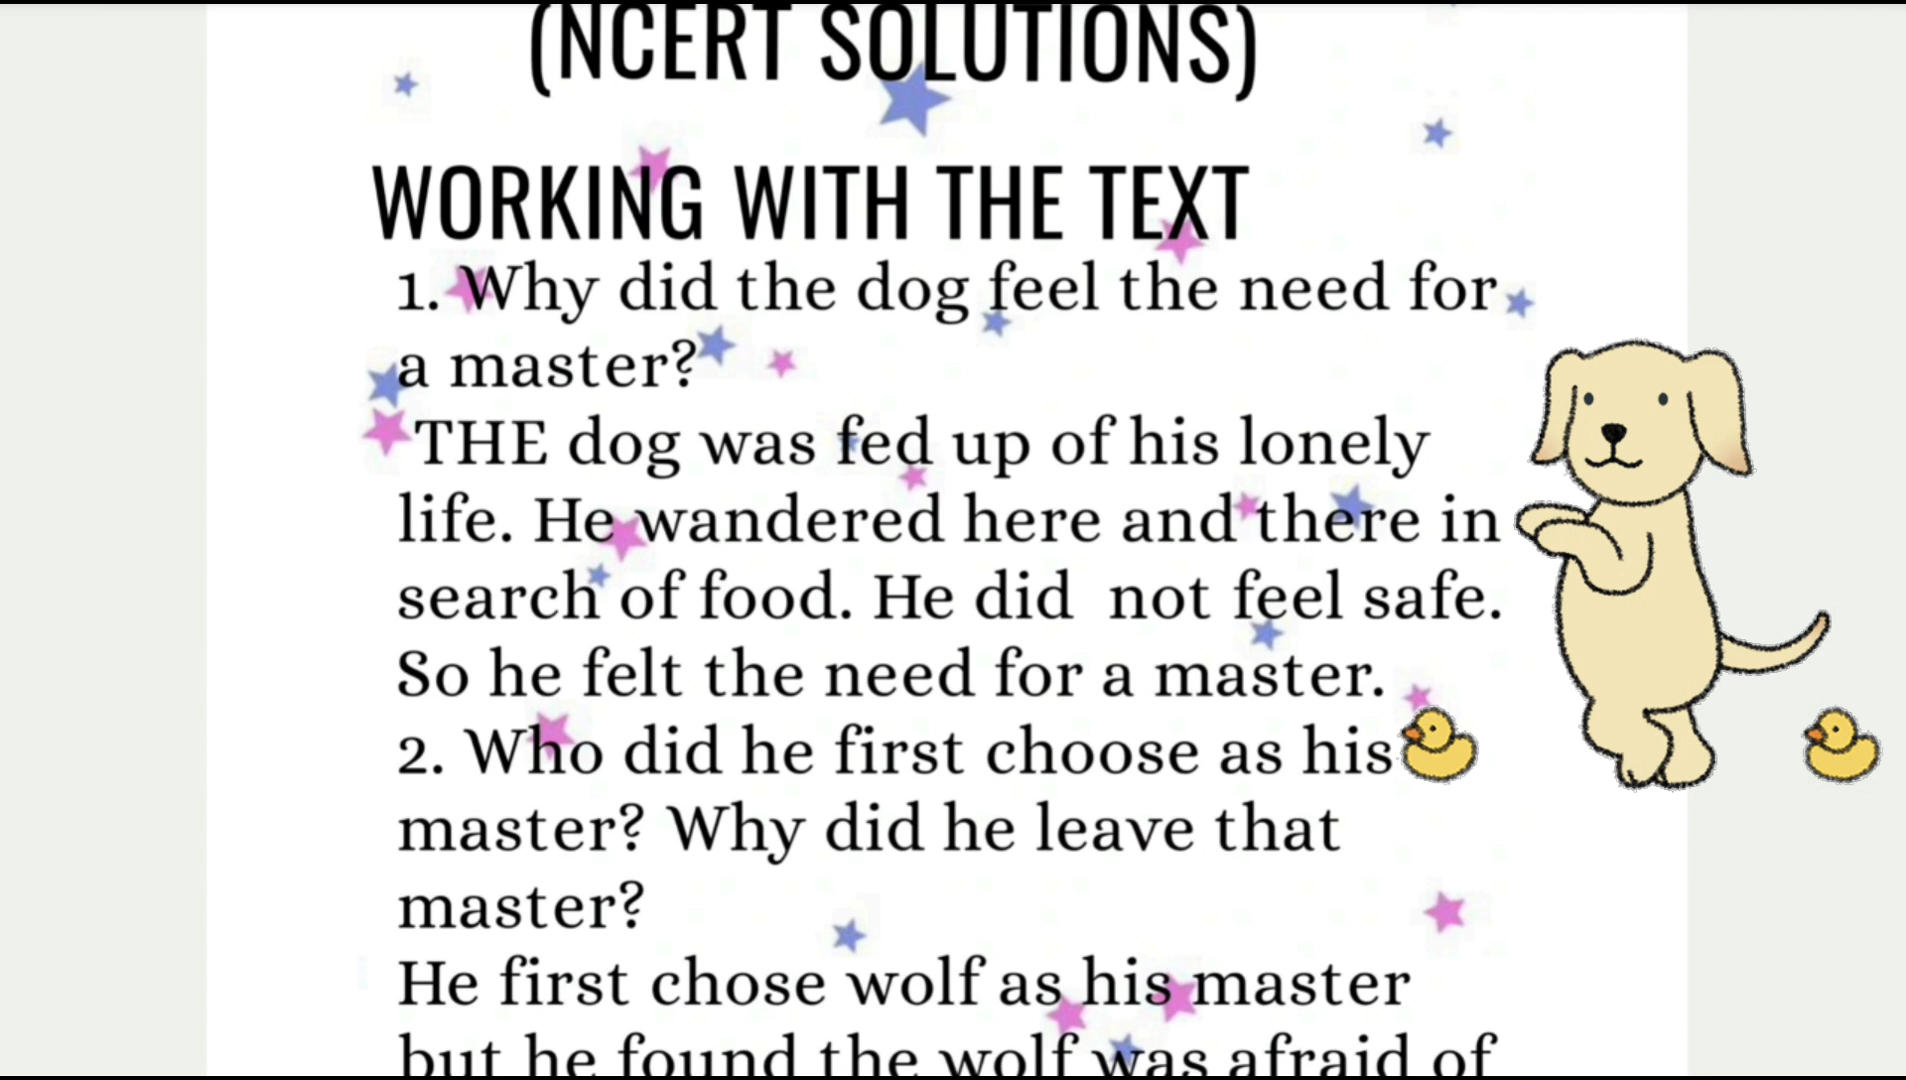 (NCERT SOLUTIONS)
WORKING WITH THE TEXT
1. Why did the dog feel the need for
a master?
THE dog was fed up of his lonely
life. He wandered here and there in
search of food. He did not feel safe.
So he felt the need for a master.
2. Who did he first choose as his
master? Why did he leave that
master?
He first chose wolf as his master
but he found the wolf was afraid of